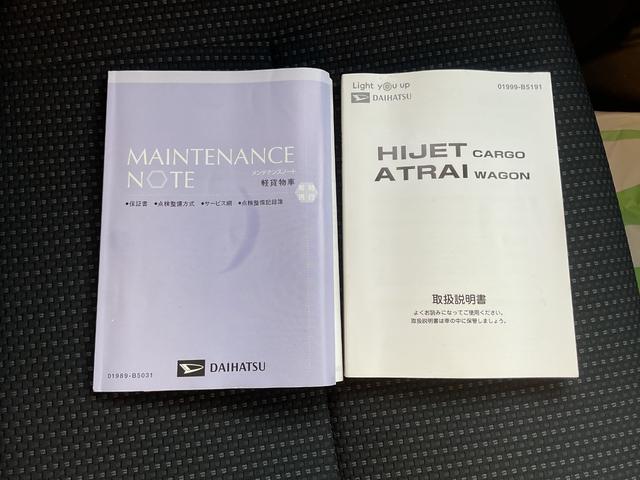 MAINTENANCE
NOTE
メンテナンスノート
軽貨物車
●保証書 ●点検整備方式 ●サービス網 ●点検整備記録簿
01989-B5031
DAIHATSU
Light you up
DAIHATSU
01999-B5191
HIJET CARGO
ATRAI WAGON
取扱説明書
よくお読みになってご使用ください。
取扱説明書は車の中に保管しましょう。